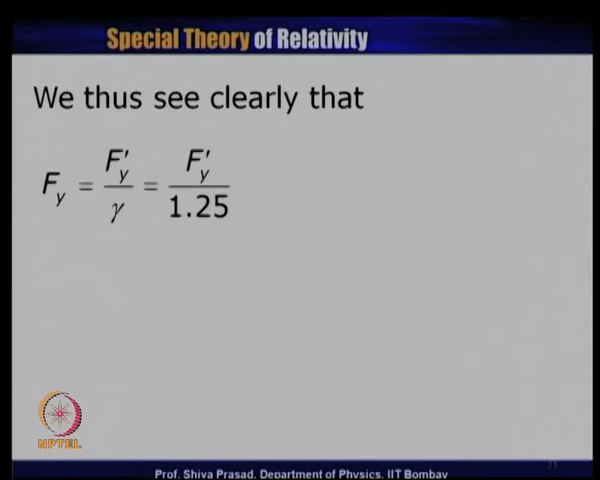 Special Theory of Relativity
We thus see clearly that
F_y = F′_y / γ = F′_y / 1.25
NPTEL
23
Prof. Shiva Prasad, Department of Physics, IIT Bombay